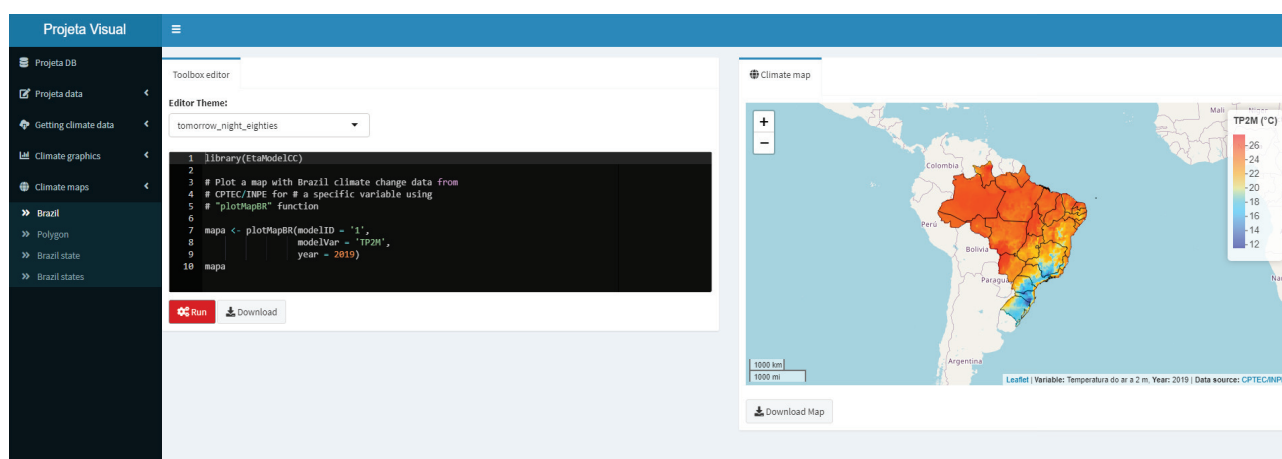 Projeta Visual
Projeta DB
Projeta data
Getting climate data
Climate graphics
Climate maps
Brazil
Polygon
Brazil state
Brazil states
Toolbox editor
Editor Theme:
tomorrow_night_eighties
1 library(EtaModelCC)
2
3 # Plot a map with Brazil climate change data from
4 # CPTEC/INPE for # a specific variable using
5 # "plotMapBR" function
6
7 mapa <- plotMapBR(modelID = '1',
8 modelVar = 'TP2M',
9 year = 2019)
10 mapa
Run
Download
Climate map
+
−
Mali
TP2M (°C)
26
24
22
20
18
16
14
12
Colombia
Perú
Bolivia
Paragua
Argentina
Na
1000 km
1000 mi
Leaflet | Variable: Temperatura do ar a 2 m, Year: 2019 | Data source: CPTEC/INPE
Download Map